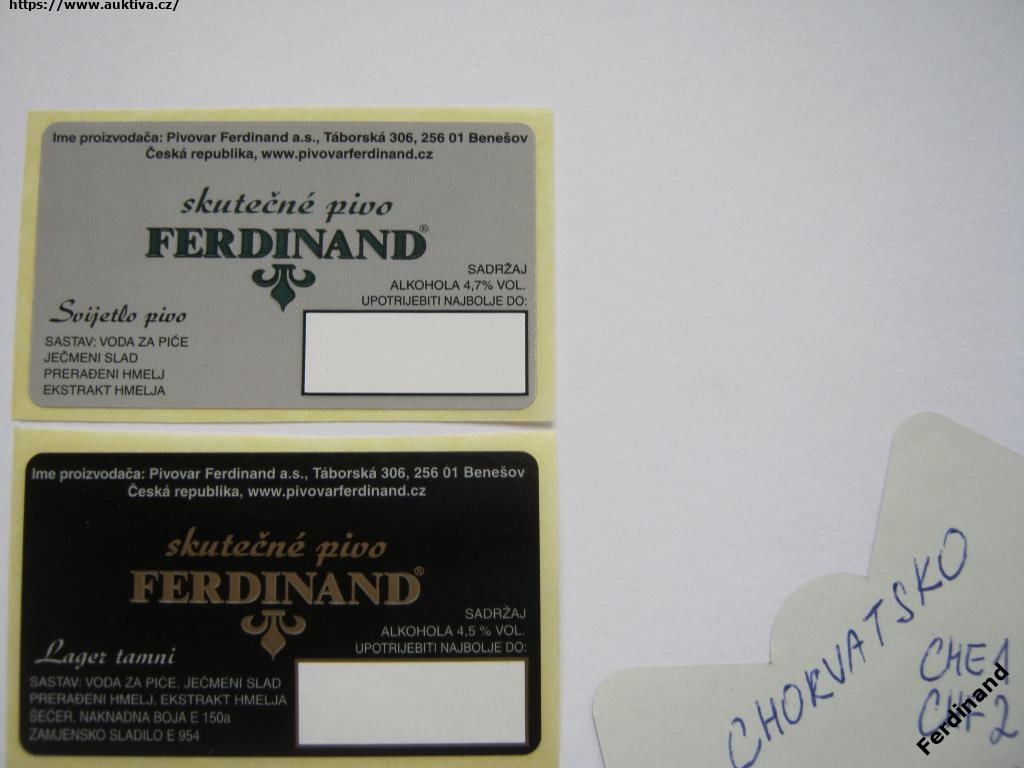 https://www.auktiva.cz/
Ime proizvodača: Pivovar Ferdinand a.s., Táborská 306, 256 01 Benešov
Česká republika, www.pivovarferdinand.cz
skutečné pivo
FERDINAND®
SADRŽAJ
ALKOHOLA 4,7% VOL.
UPOTRIJEBITI NAJBOLJE DO:
Svijetlo pivo
SASTAV: VODA ZA PIĆE
JEČMENI SLAD
PRERAĐENI HMELJ
EKSTRAKT HMELJA
Ime proizvodača: Pivovar Ferdinand a.s., Táborská 306, 256 01 Benešov
Česká republika, www.pivovarferdinand.cz
skutečné pivo
FERDINAND®
SADRŽAJ
ALKOHOLA 4,5 % VOL.
UPOTRIJEBITI NAJBOLJE DO:
Lager tamni
SASTAV: VODA ZA PICE, JEČMENI SLAD
PRERAĐENI HMELJ, EKSTRAKT HMELJA
ŠEĆER, NAKNADNA BOJA E 150a
ZAMJENSKO SLADILO E 954
CHORVATSKO
Ferdinand